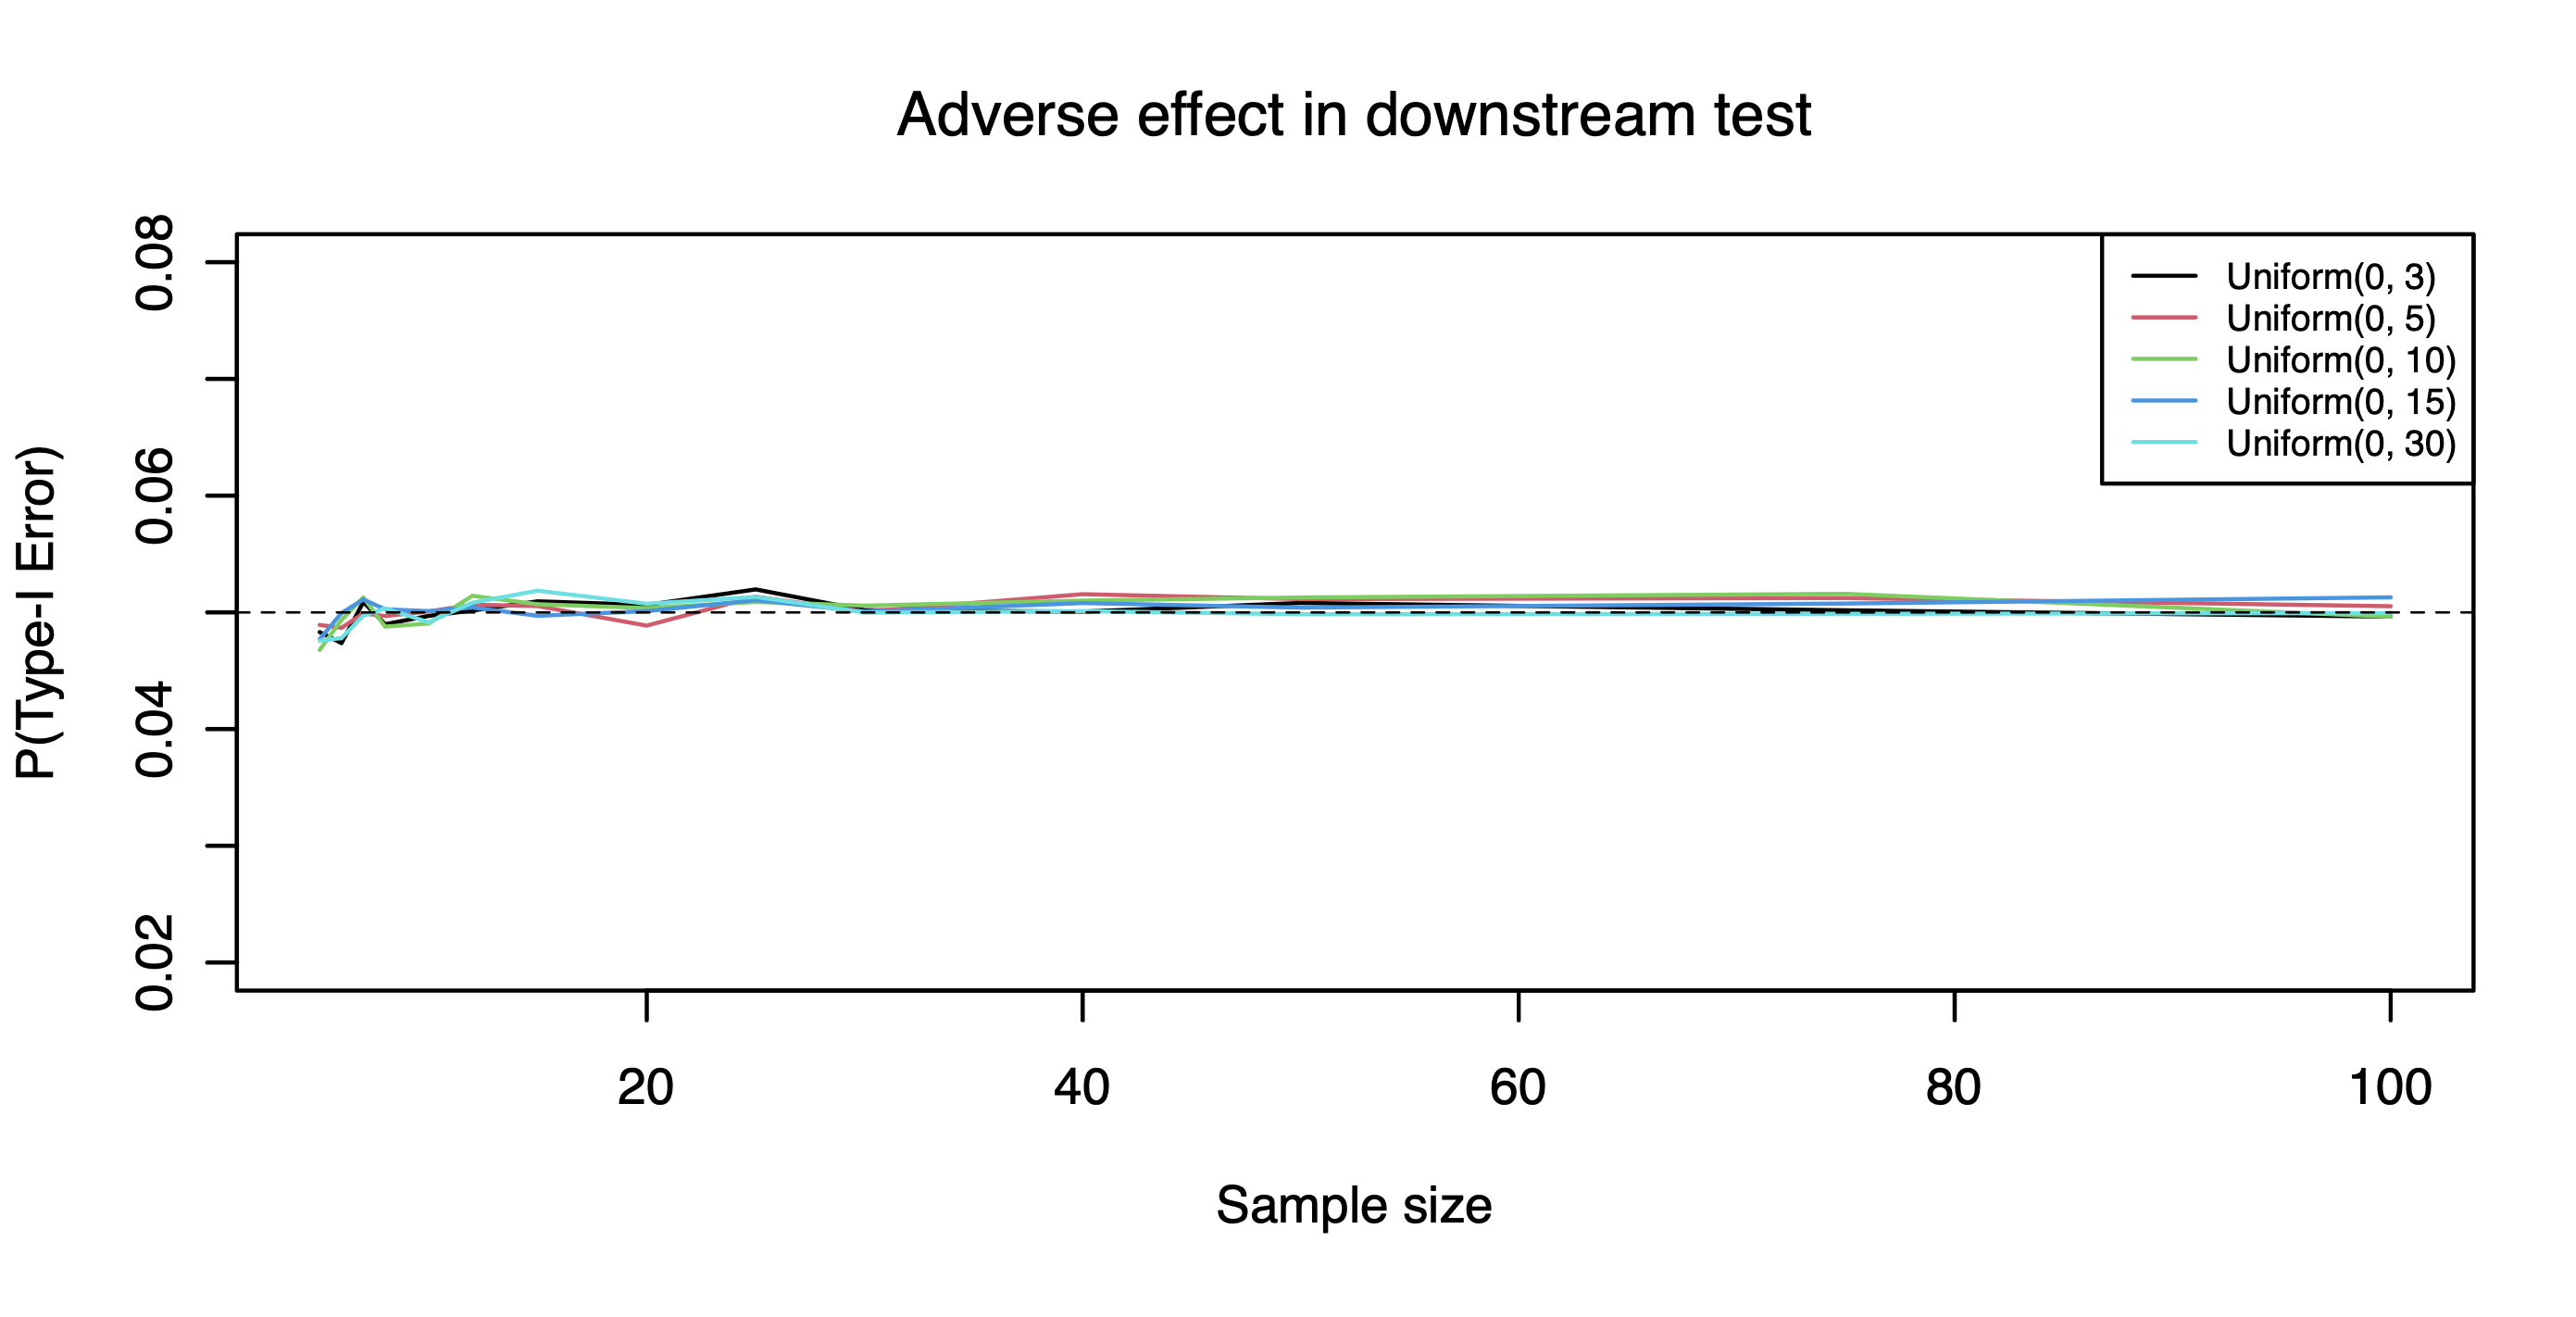 Adverse effect in downstream test
P(Type-I Error)
0.08
0.06
0.04
0.02
Uniform(0, 3)
Uniform(0, 5)
Uniform(0, 10)
Uniform(0, 15)
Uniform(0, 30)
20 40 60 80 100
Sample size